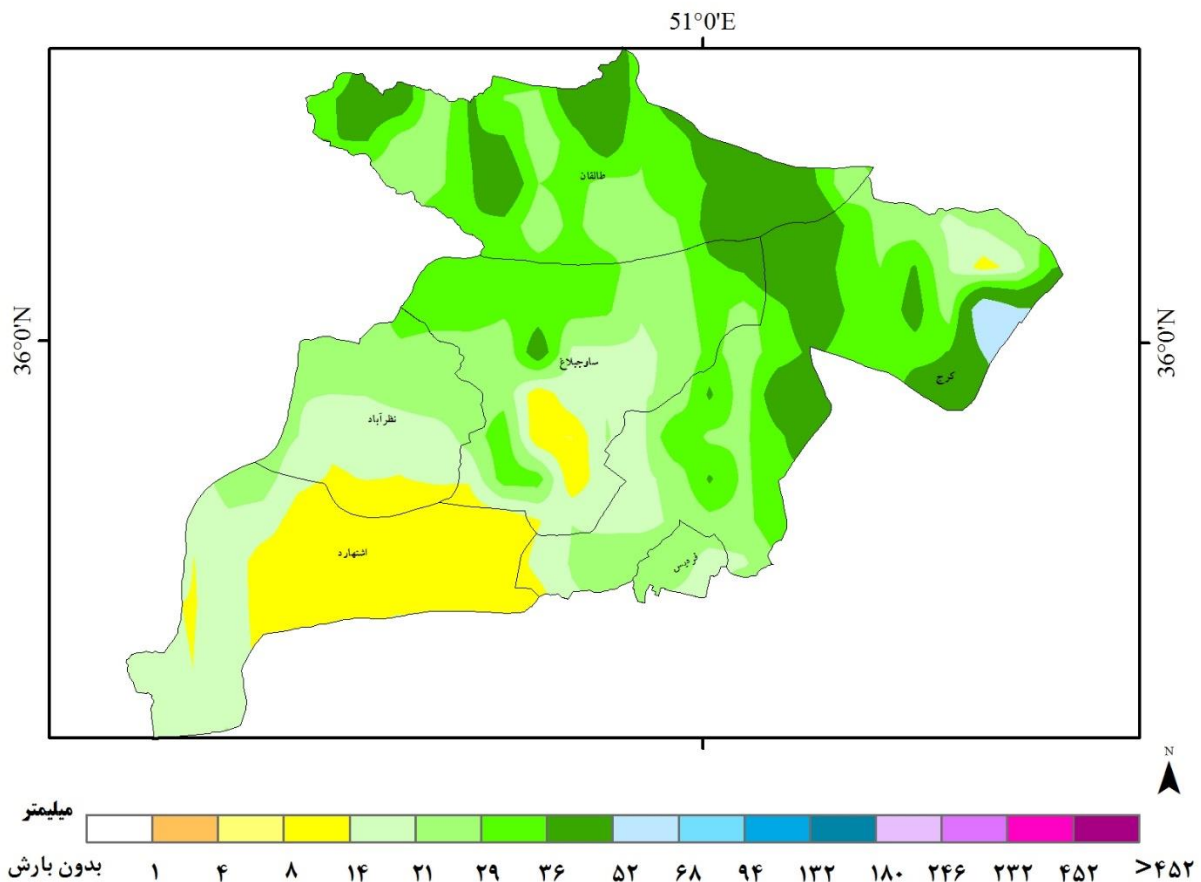 51°0'E
طالقان
36°0'N
36°0'N
ساوجبلاغ
کرج
نظرآباد
اشتهارد
فردیس
N
میلیمتر
بدون بارش ۱ ۴ ۸ ۱۴ ۲۱ ۲۹ ۳۶ ۵۲ ۶۸ ۹۴ ۱۳۲ ۱۸۰ ۲۴۶ ۲۳۲ ۴۵۲ >۴۵۲